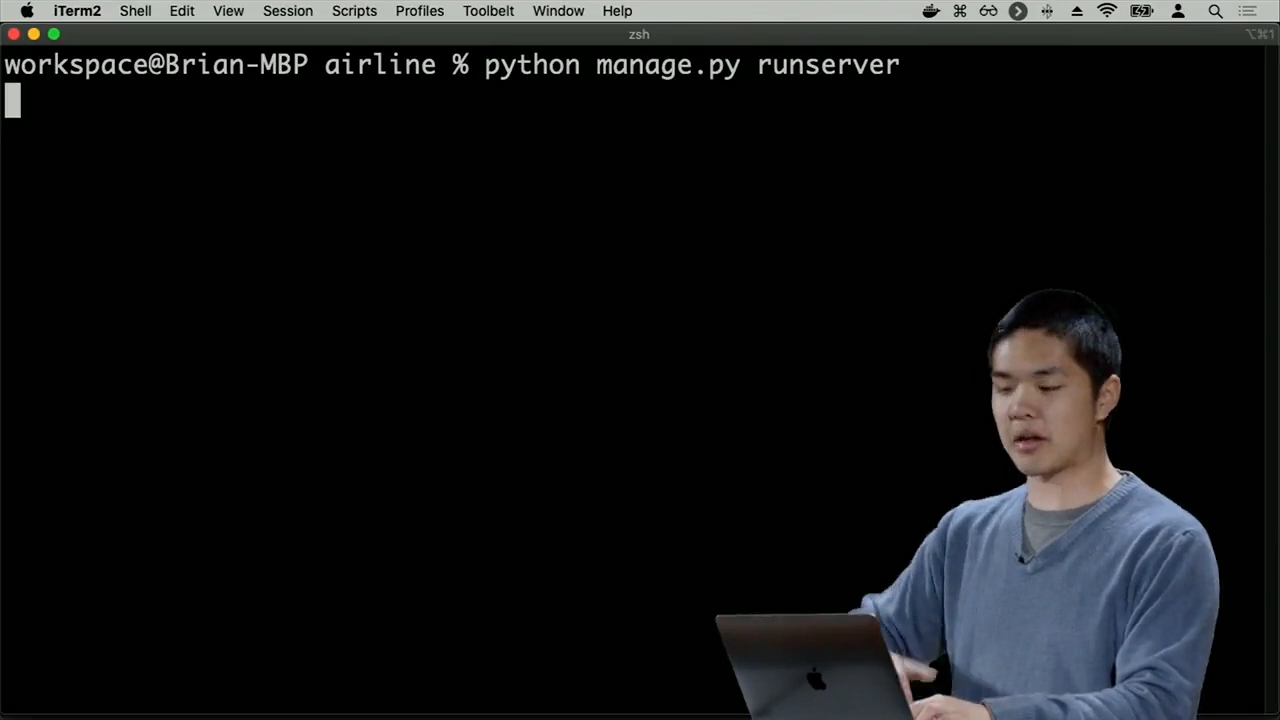 iTerm2 Shell Edit View Session Scripts Profiles Toolbelt Window Help
zsh
⌥⌘1
workspace@Brian-MBP airline % python manage.py runserver